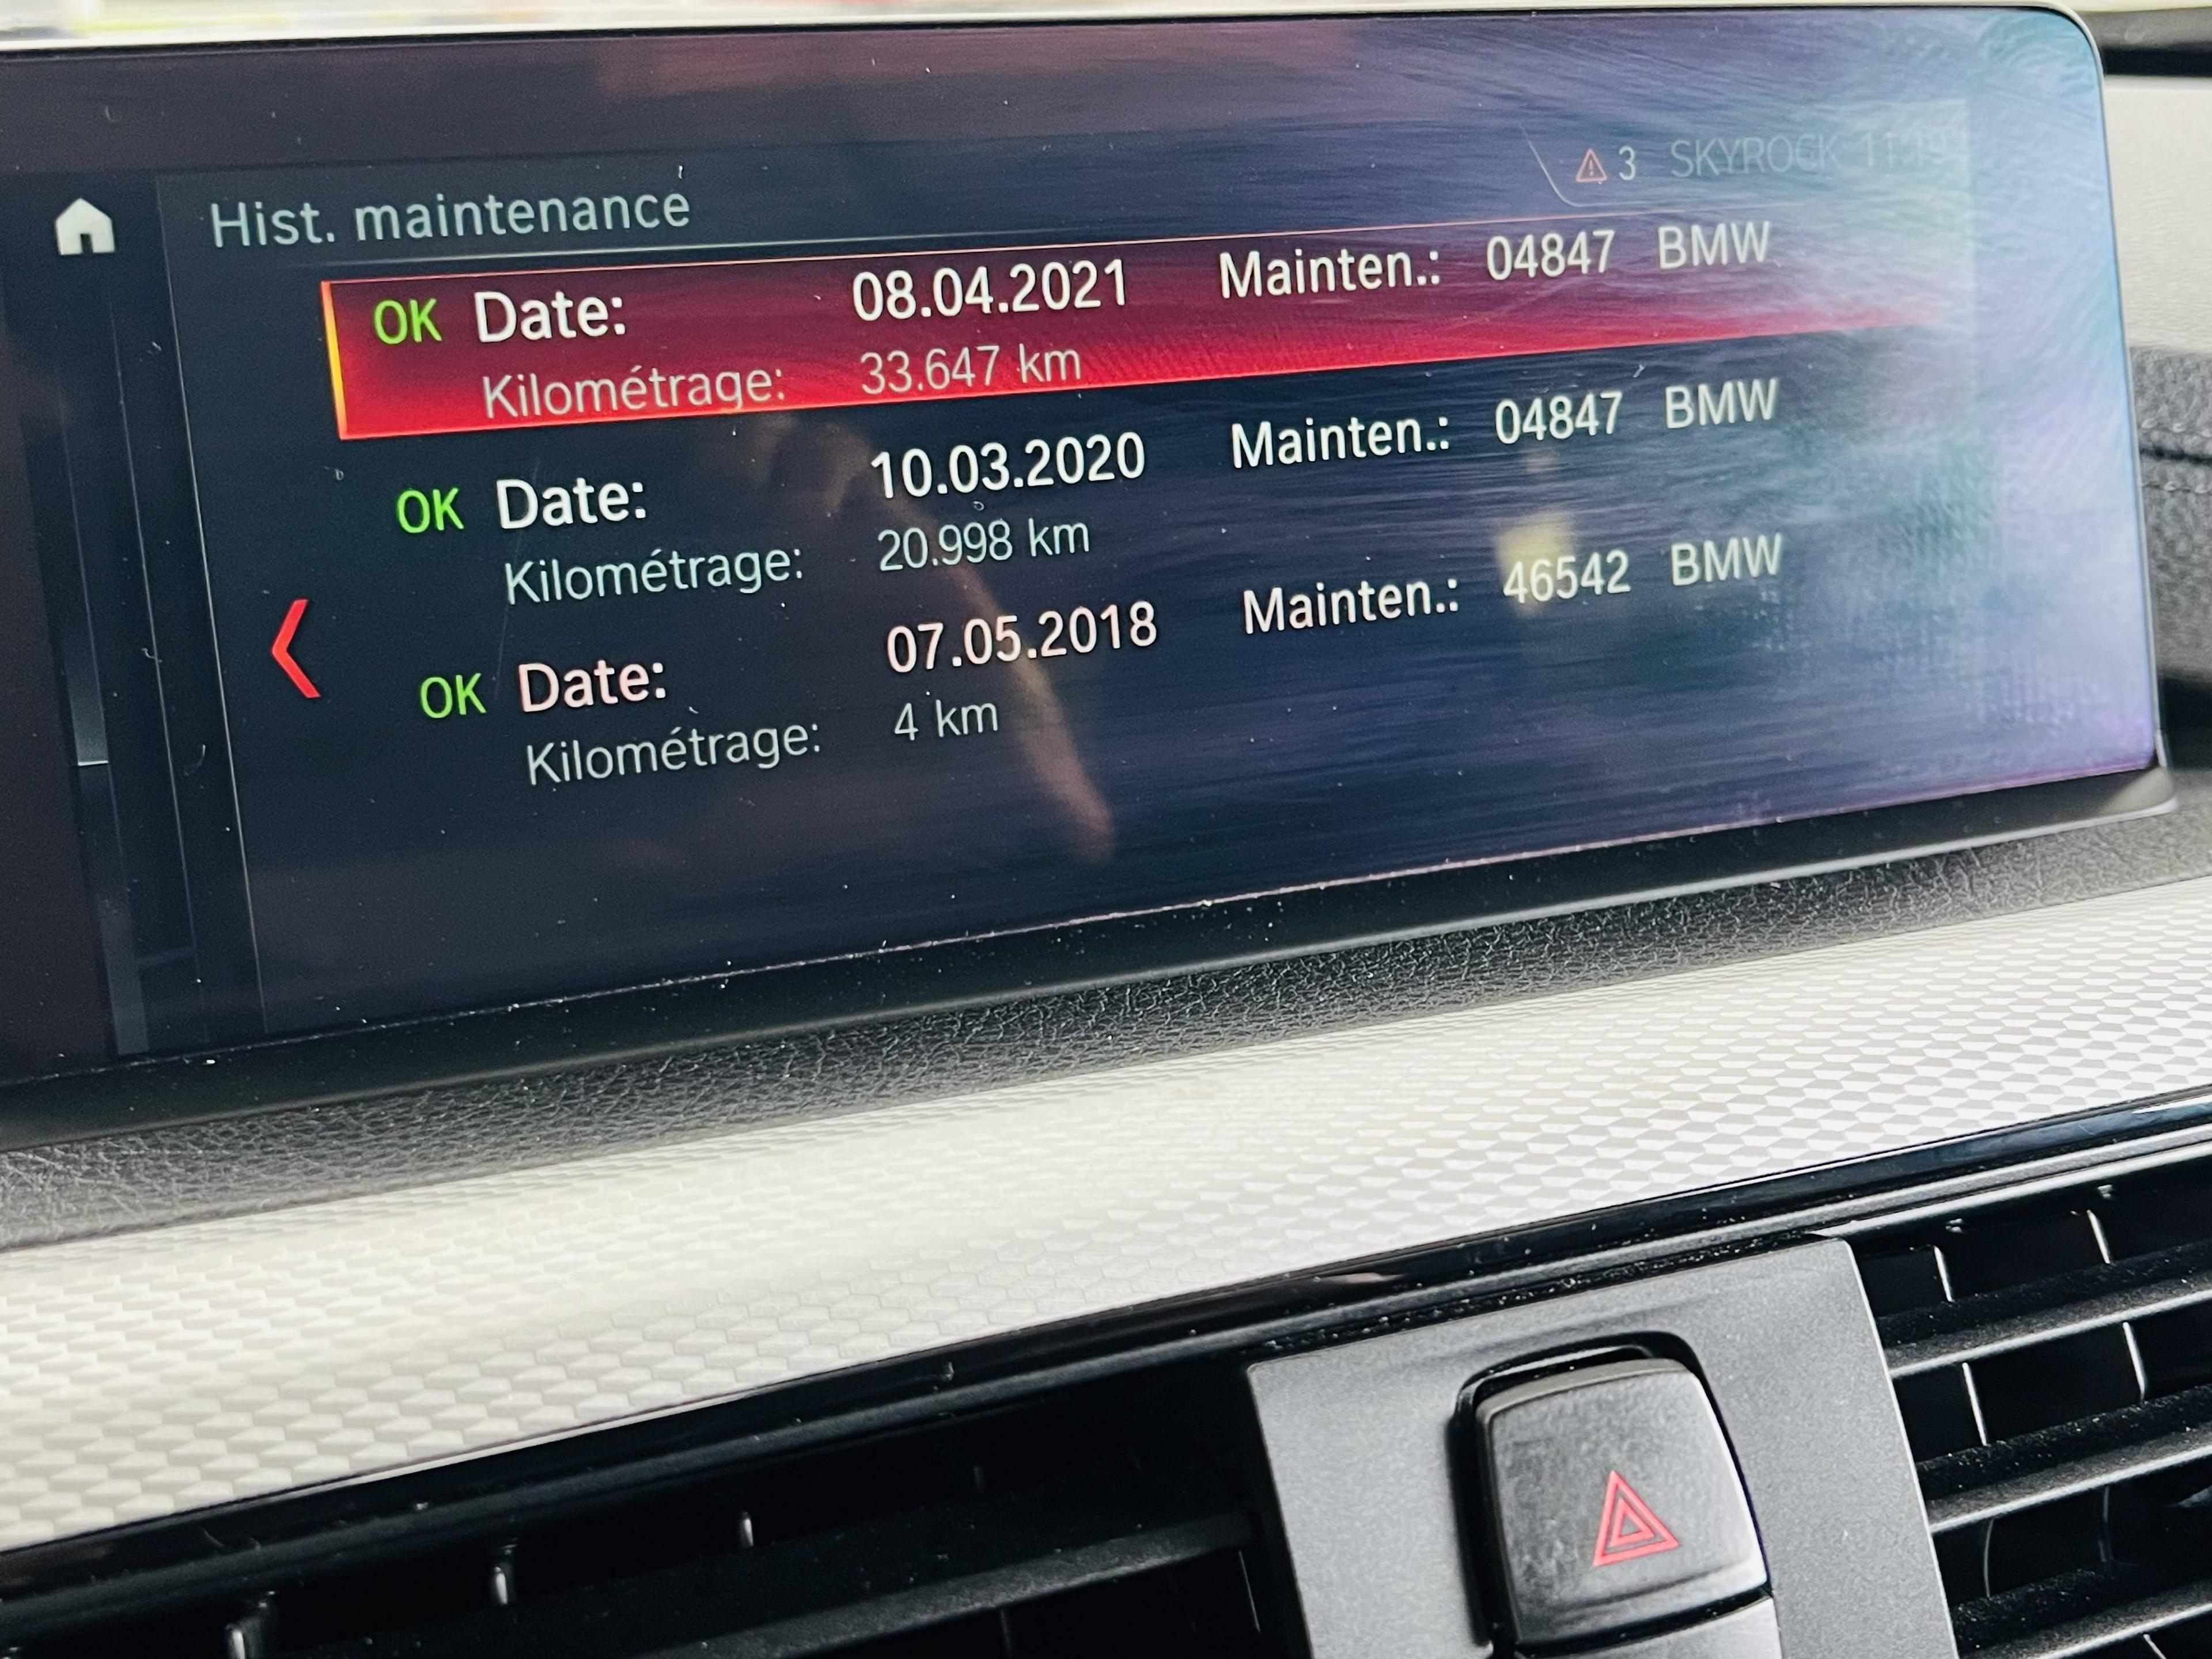 3 SKYROCK 11:19
Hist. maintenance
OK Date: 08.04.2021 Mainten.: 04847 BMW
Kilométrage: 33.647 km
OK Date: 10.03.2020 Mainten.: 04847 BMW
Kilométrage: 20.998 km
OK Date: 07.05.2018 Mainten.: 46542 BMW
Kilométrage: 4 km